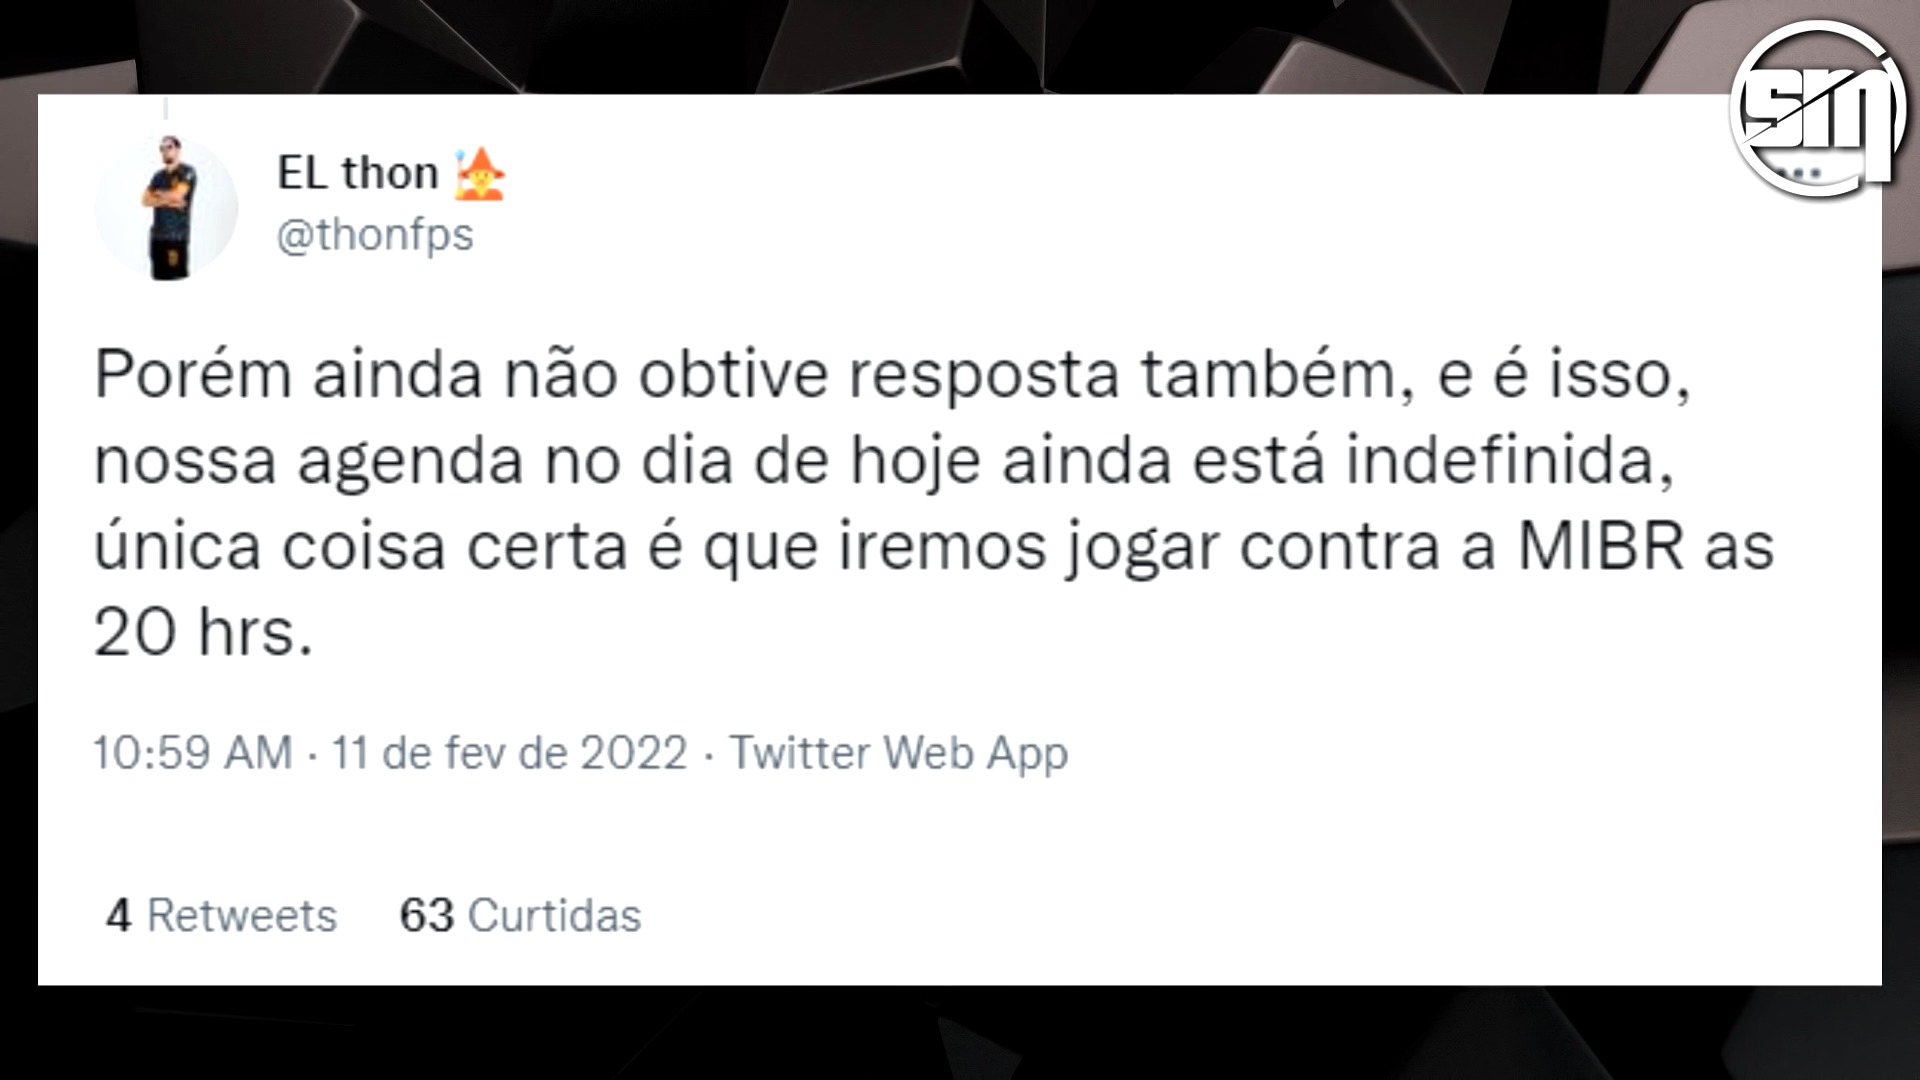 SM
EL thon
@thonfps
Porém ainda não obtive resposta também, e é isso,
nossa agenda no dia de hoje ainda está indefinida,
única coisa certa é que iremos jogar contra a MIBR as
20 hrs.
10:59 AM · 11 de fev de 2022 · Twitter Web App
4 Retweets 63 Curtidas